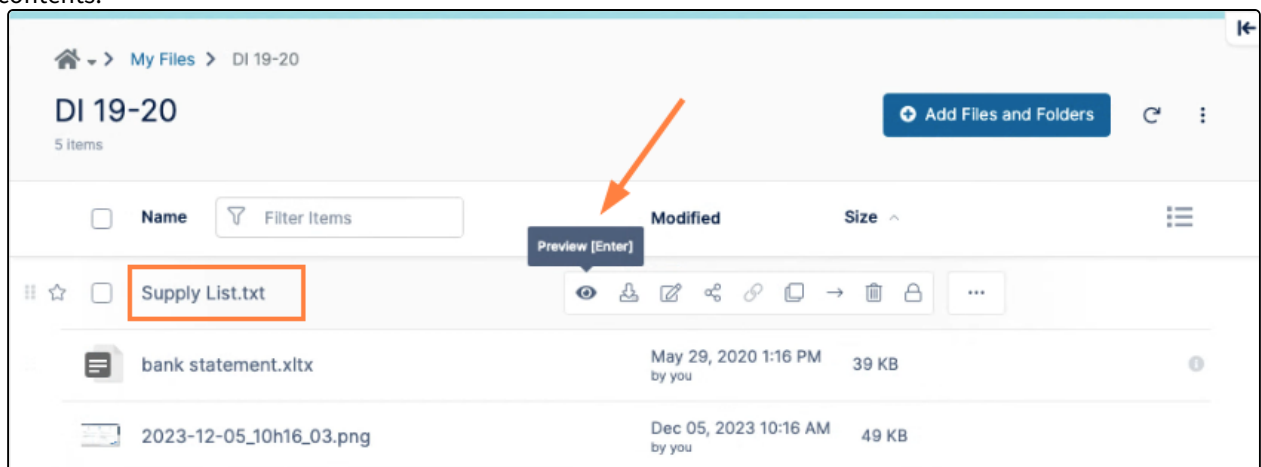 contents.
My Files > DI 19-20
DI 19-20
5 items
Add Files and Folders
Name Filter Items Modified Size
Preview [Enter]
Supply List.txt
bank statement.xltx May 29, 2020 1:16 PM 39 KB
by you
2023-12-05_10h16_03.png Dec 05, 2023 10:16 AM 49 KB
by you